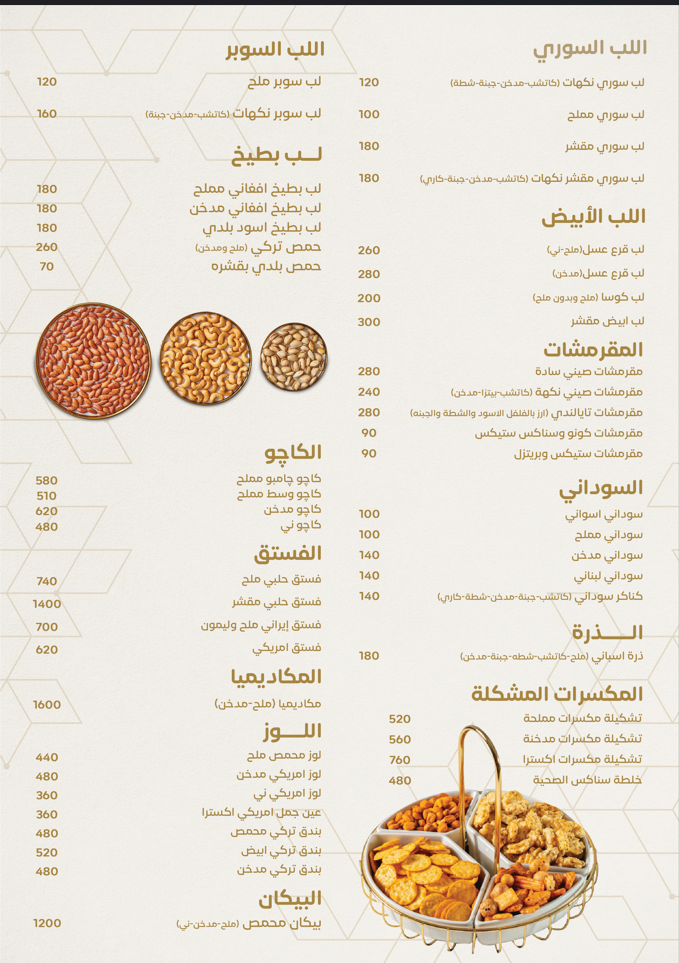 اللب السوري
لب سوري نكهات (كاتشب-مدخن-جبنة-شطة) 120
لب سوري مملح 100
لب سوري مقشر 180
لب سوري مقشر نكهات (كاتشب-مدخن-جبنة-كاري) 180
اللب الأبيض
لب قرع عسل(ملح-ني) 260
لب قرع عسل(مدخن) 280
لب كوسا (ملح وبدون ملح) 200
لب ابيض مقشر 300
المقرمشات
مقرمشات صيني سادة 280
مقرمشات صيني نكهة (كاتشب-بيتزا-مدخن) 240
مقرمشات تايالندي (ارز بالفلفل الاسود والشطة والجبنه) 280
مقرمشات كونو وسناكس ستيكس 90
مقرمشات ستيكس وبريتزل 90
السوداني
سوداني اسواني 100
سوداني مملح 100
سوداني مدخن 140
سوداني لبناني 140
كناكر سوداني (كاتشب-جبنة-مدخن-شطة-كاري) 140
الـــذرة
ذرة اسباني (ملح-كاتشب-شطه-جبنة-مدخن) 180
المكسرات المشكلة
تشكيلة مكسرات مملحة 520
تشكيلة مكسرات مدخنة 560
تشكيلة مكسرات اكسترا 760
خلطة سناكس الصحية 480
اللب السوبر
لب سوبر ملح 120
لب سوبر نكهات (كاتشب-مدخن-جبنة) 160
لــب بطيخ
لب بطيخ افغاني مملح 180
لب بطيخ افغاني مدخن 180
لب بطيخ اسود بلدي 180
حمص تركي (ملح ومدخن) 260
حمص بلدي بقشره 70
الكاچو
كاچو چامبو مملح 580
كاچو وسط مملح 510
كاچو مدخن 620
كاچو ني 480
الفستق
فستق حلبي ملح 740
فستق حلبي مقشر 1400
فستق إيراني ملح وليمون 700
فستق امريكي 620
المكاديميا
مكاديميا (ملح-مدخن) 1600
اللــــوز
لوز محمص ملح 440
لوز امريكي مدخن 480
لوز امريكي ني 360
عين جمل امريكي اكسترا 360
بندق تركي محمص 480
بندق تركي ابيض 520
بندق تركي مدخن 480
البيكان
بيكان محمص (ملح-مدخن-ني) 1200